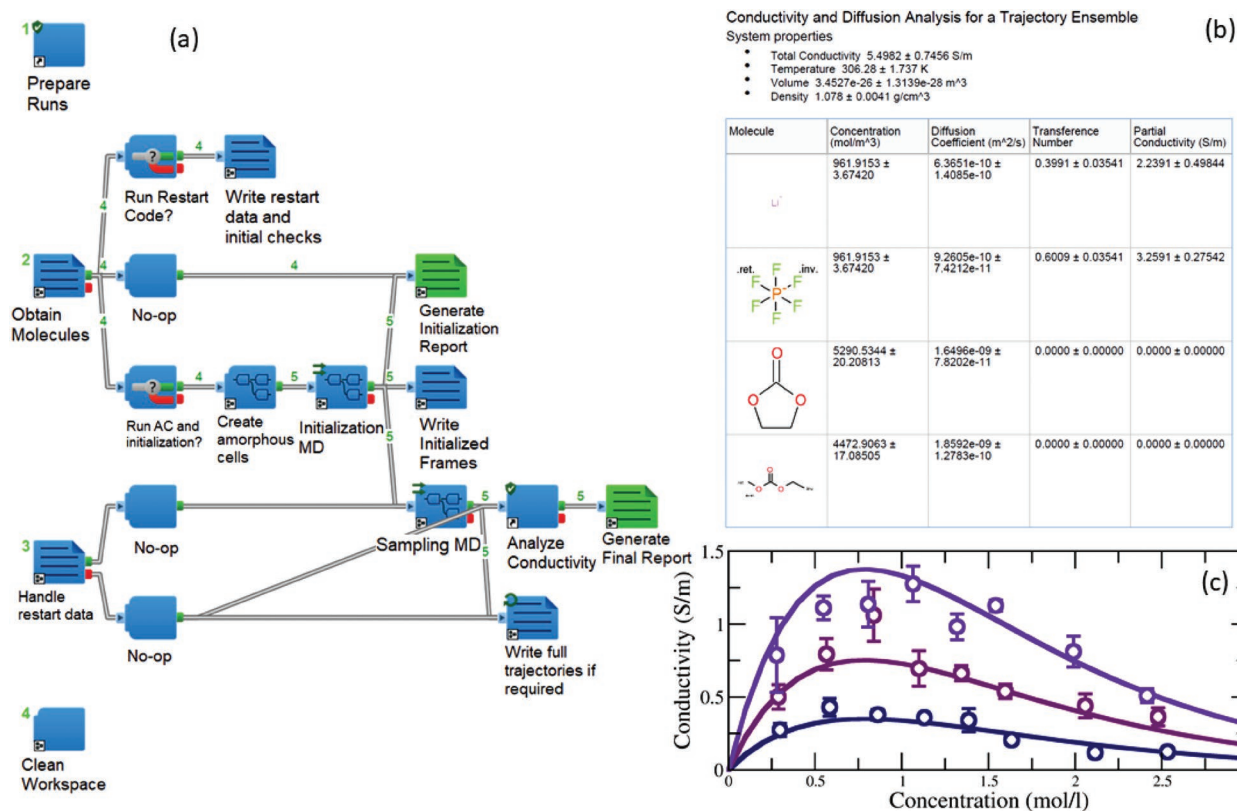 (a)
1
Prepare
Runs
4
Run Restart
Code?
Write restart
data and
initial checks
4
2
4
4
Obtain
Molecules
No-op
Generate
Initialization
Report
4
5
4
5
5
Run AC and
initialization?
Create
amorphous
cells
Initialization
MD
Write
Initialized
Frames
5
No-op
5
5
Sampling MD
Analyze
Conductivity
Generate
Final Report
3
5
Handle
restart data
No-op
Write full
trajectories if
required
4
Clean
Workspace
Conductivity and Diffusion Analysis for a Trajectory Ensemble
(b)
System properties
• Total Conductivity 5.4982 ± 0.7456 S/m
• Temperature 306.28 ± 1.737 K
• Volume 3.4527e-26 ± 1.3139e-28 m^3
• Density 1.078 ± 0.0041 g/cm^3
Molecule
Concentration
(mol/m^3)
Diffusion
Coefficient (m^2/s)
Transference
Number
Partial
Conductivity (S/m)
Li
961.9153 ±
3.67420
6.3651e-10 ±
1.4085e-10
0.3991 ± 0.03541
2.2391 ± 0.49844
.ret. .inv.
F
F F
P-
F F
F
961.9153 ±
3.67420
9.2605e-10 ±
7.4212e-11
0.6009 ± 0.03541
3.2591 ± 0.27542
O
O O
5290.5344 ±
20.20813
1.6496e-09 ±
7.8202e-11
0.0000 ± 0.00000
0.0000 ± 0.00000
O
O O
4472.9063 ±
17.08505
1.8592e-09 ±
1.2783e-10
0.0000 ± 0.00000
0.0000 ± 0.00000
(c)
Conductivity (S/m)
1.5
1
0.5
0
0 0.5 1 1.5 2 2.5
Concentration (mol/l)